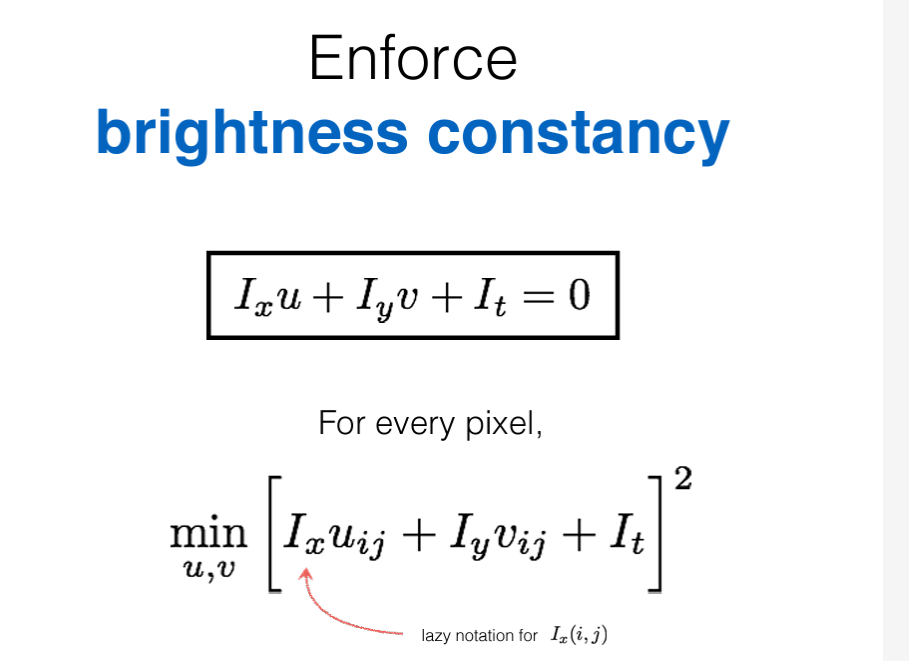 Enforce
brightness constancy
I_x u + I_y v + I_t = 0
For every pixel,
min_{u,v} [ I_x u_{ij} + I_y v_{ij} + I_t ]^2
lazy notation for I_x(i, j)